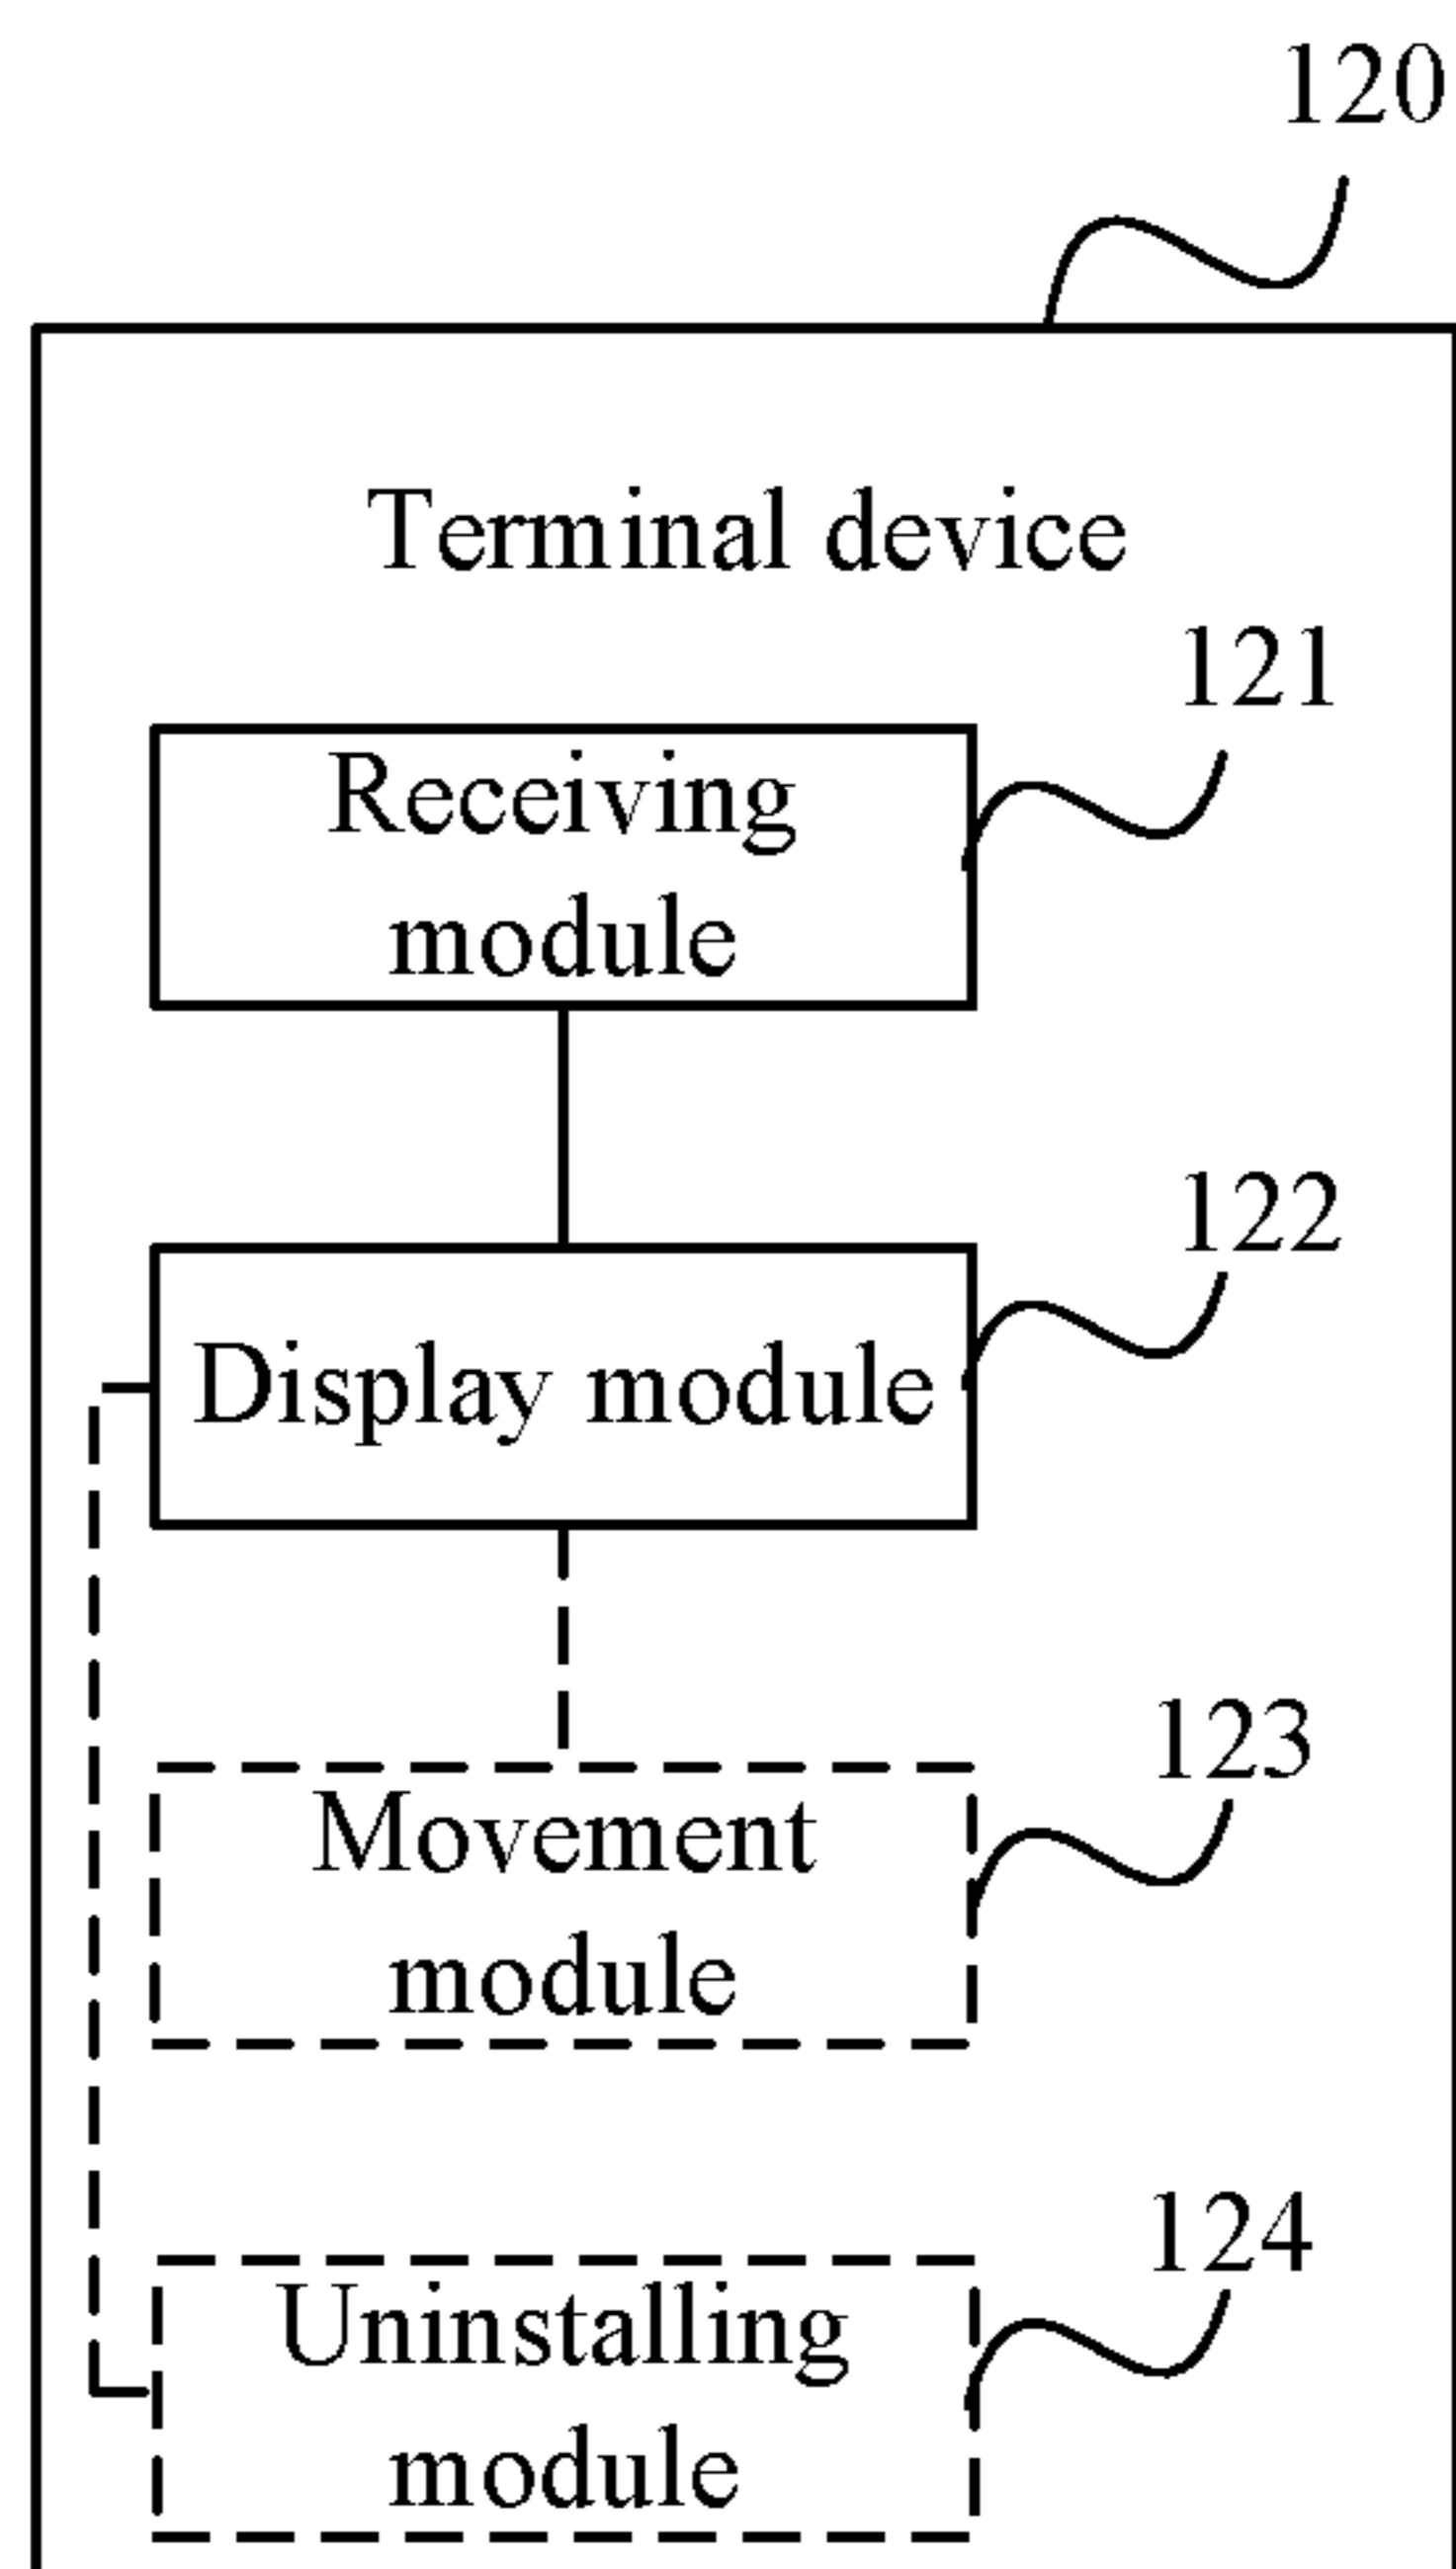 120
Terminal device
121
Receiving
module
122
Display module
123
Movement
module
124
Uninstalling
module